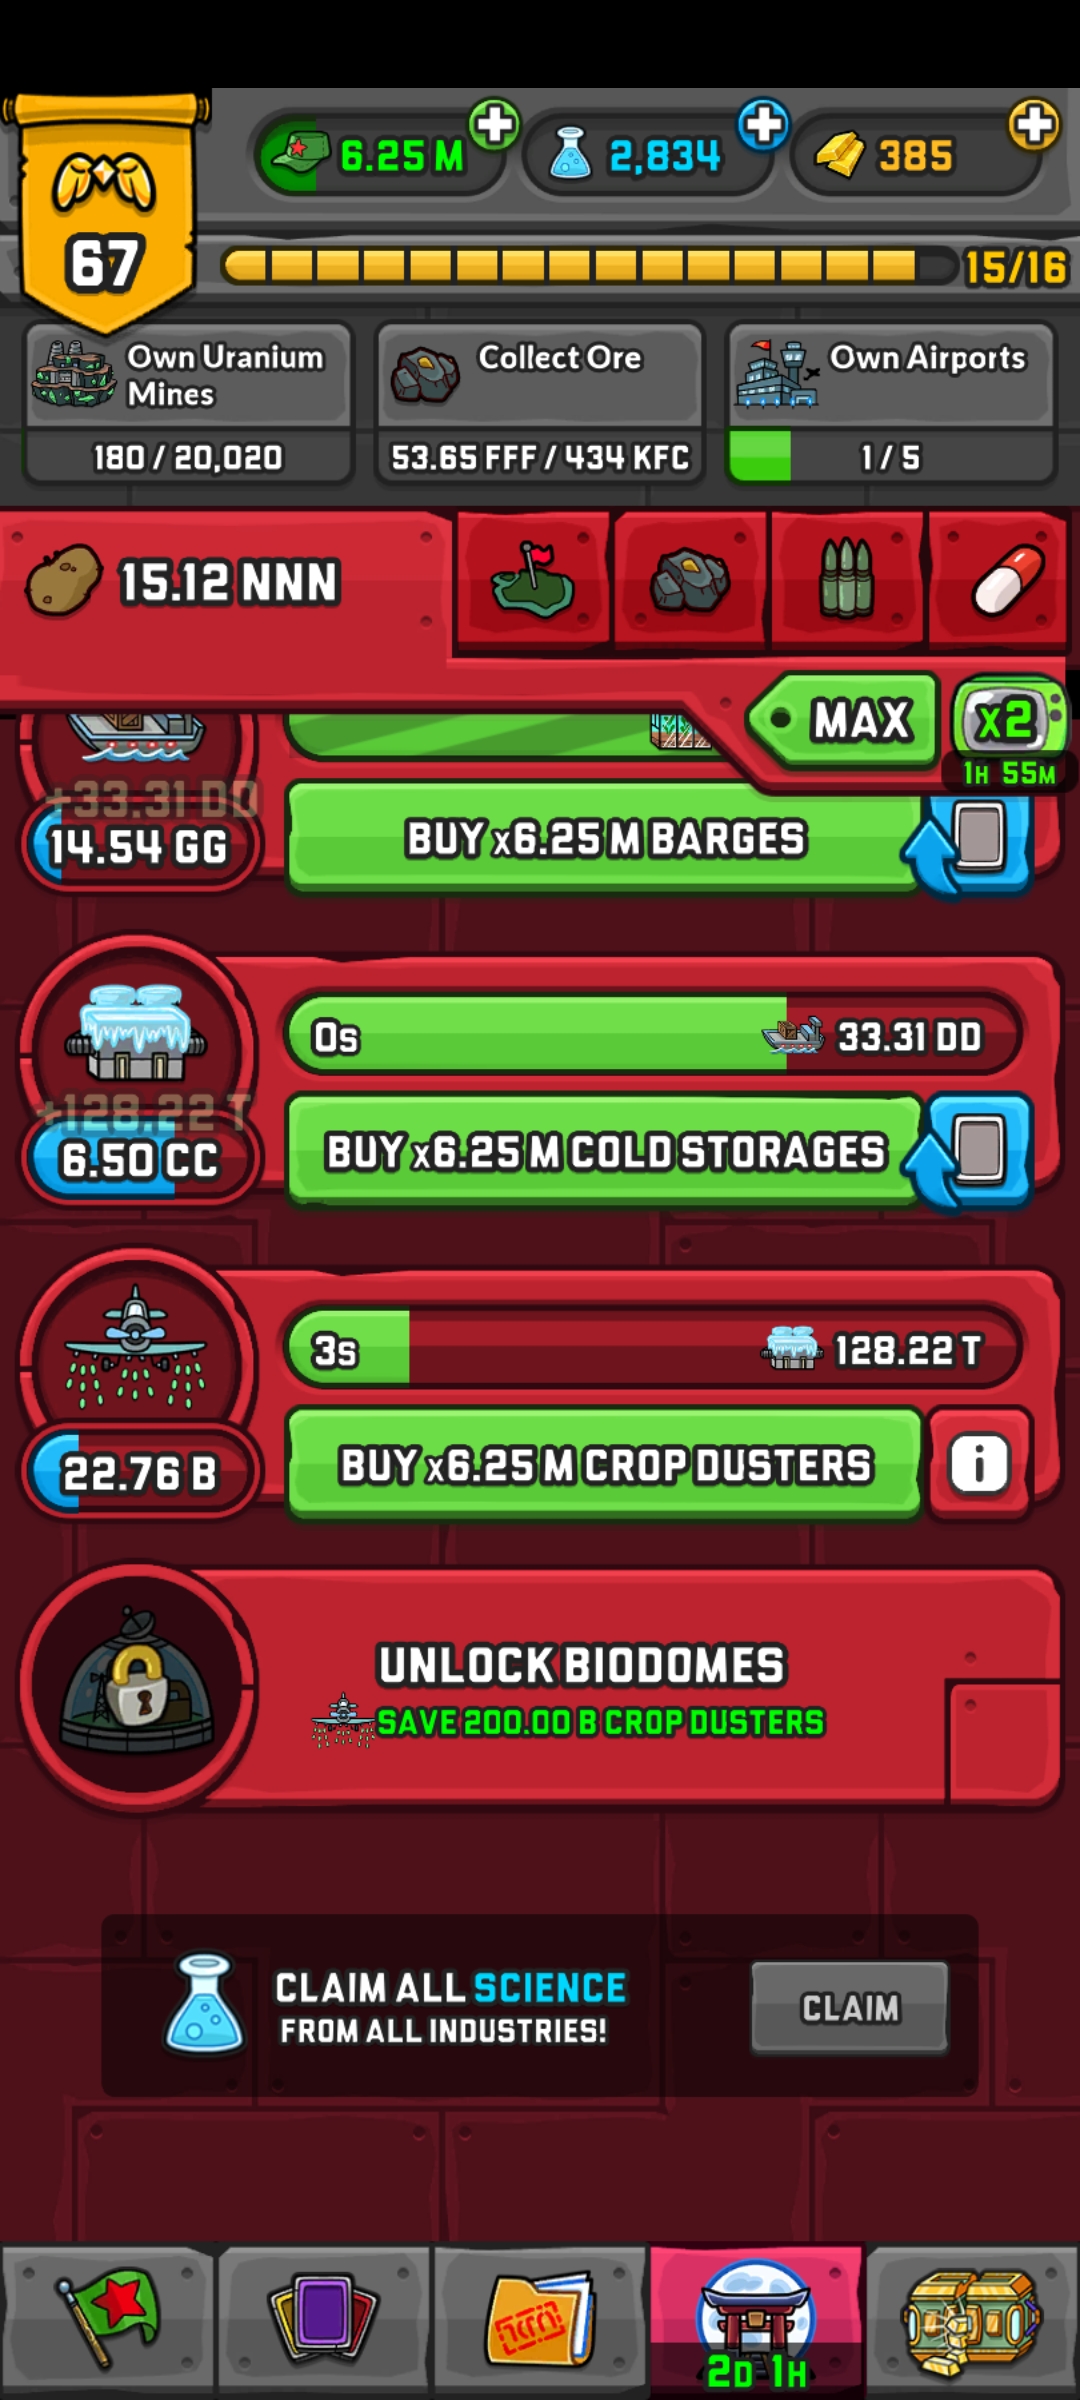 6.25 M
2,834
385
67
15/16
Own Uranium
Mines
Collect Ore
Own Airports
180 / 20,020
53.65 FFF / 434 KFC
1 / 5
15.12 NNN
MAX
x2
1H 55M
+33.31 DD
14.54 GG
BUY x6.25 M BARGES
0s
33.31 DD
+128.22 T
6.50 CC
BUY x6.25 M COLD STORAGES
3s
128.22 T
22.76 B
BUY x6.25 M CROP DUSTERS
i
UNLOCK BIODOMES
SAVE 200.00 B CROP DUSTERS
CLAIM ALL SCIENCE
FROM ALL INDUSTRIES!
CLAIM
2D 1H